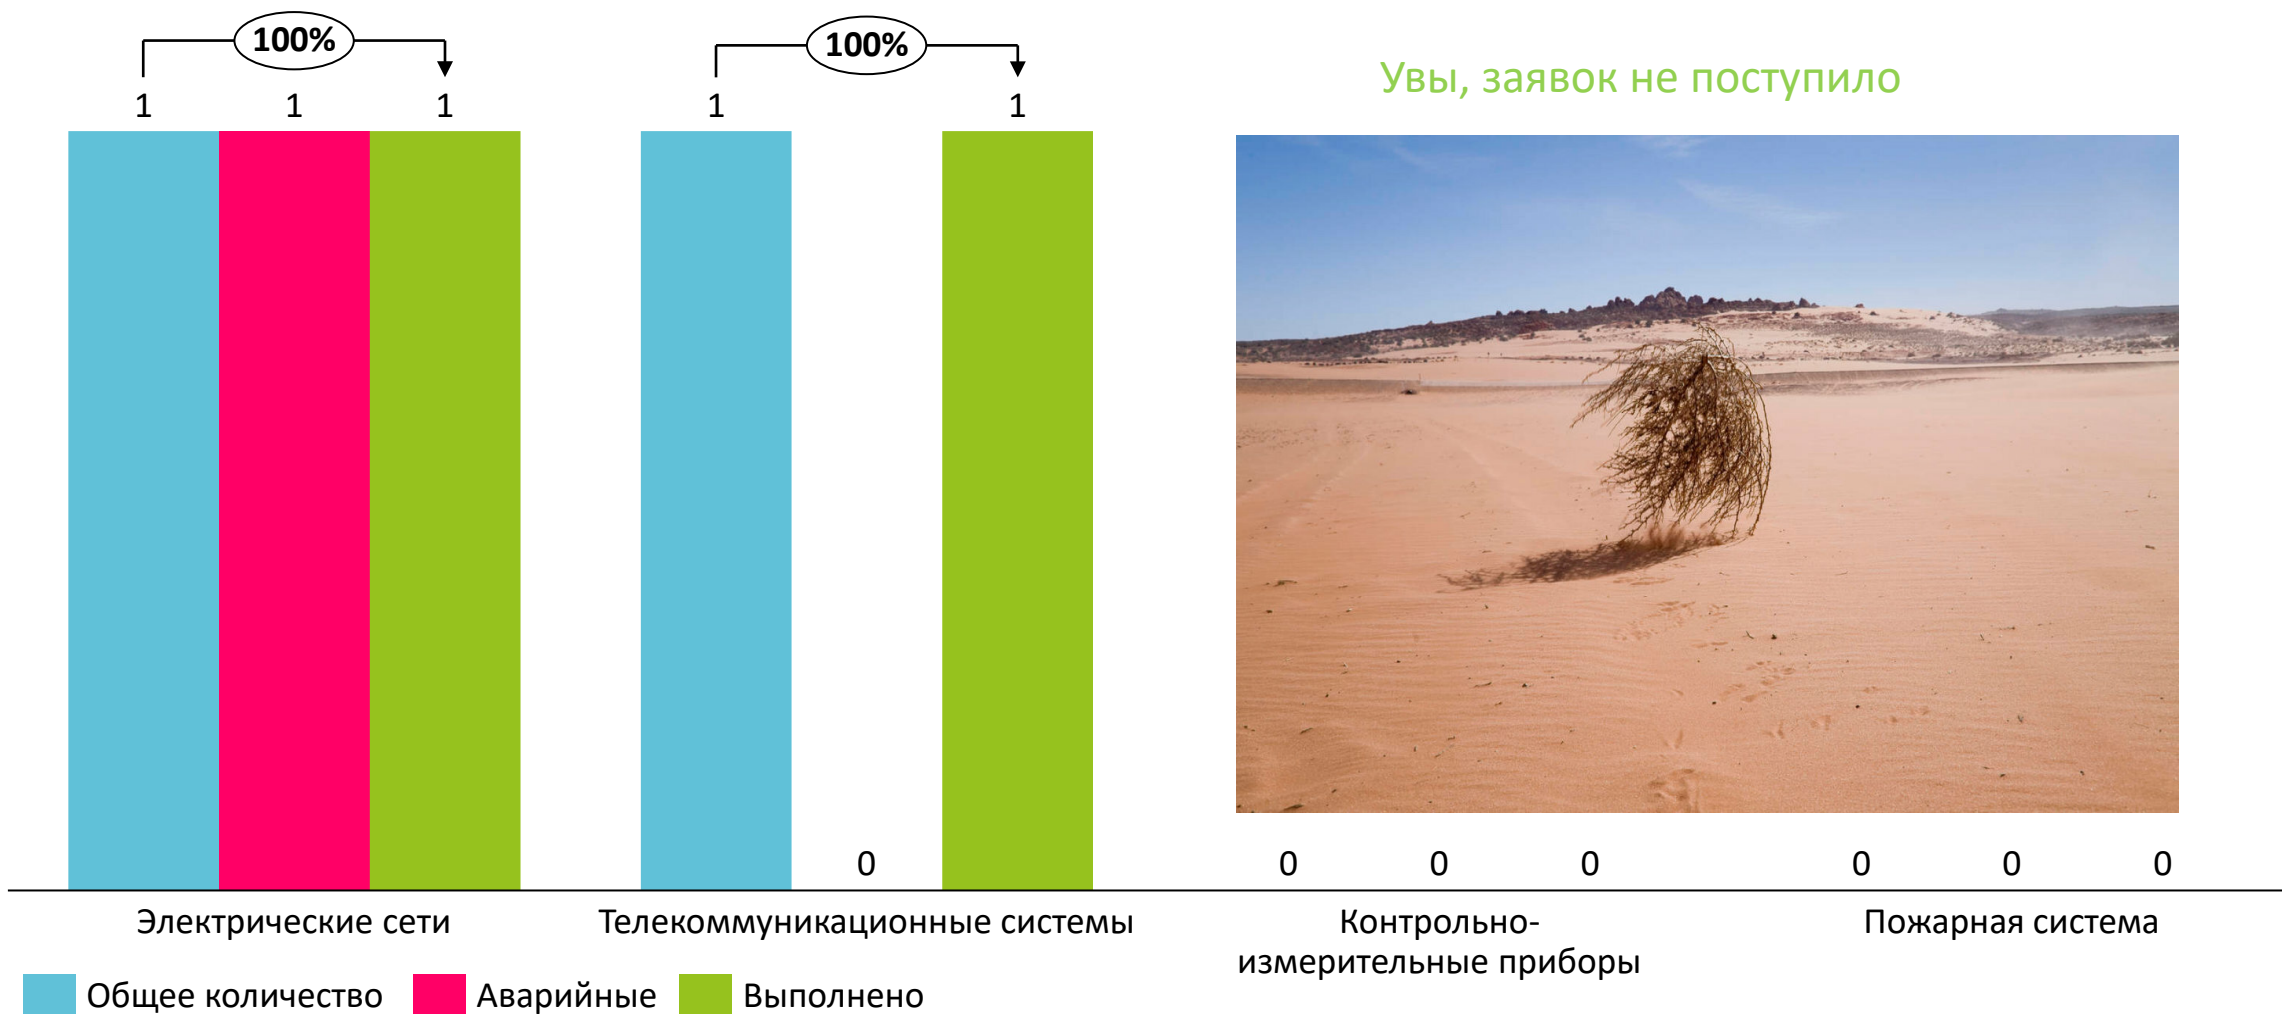 100%
100%
Увы, заявок не поступило
1 1 1
1 1
0
0 0 0
0 0 0
Электрические сети
Телекоммуникационные системы
Контрольно-
измерительные приборы
Пожарная система
Общее количество
Аварийные
Выполнено